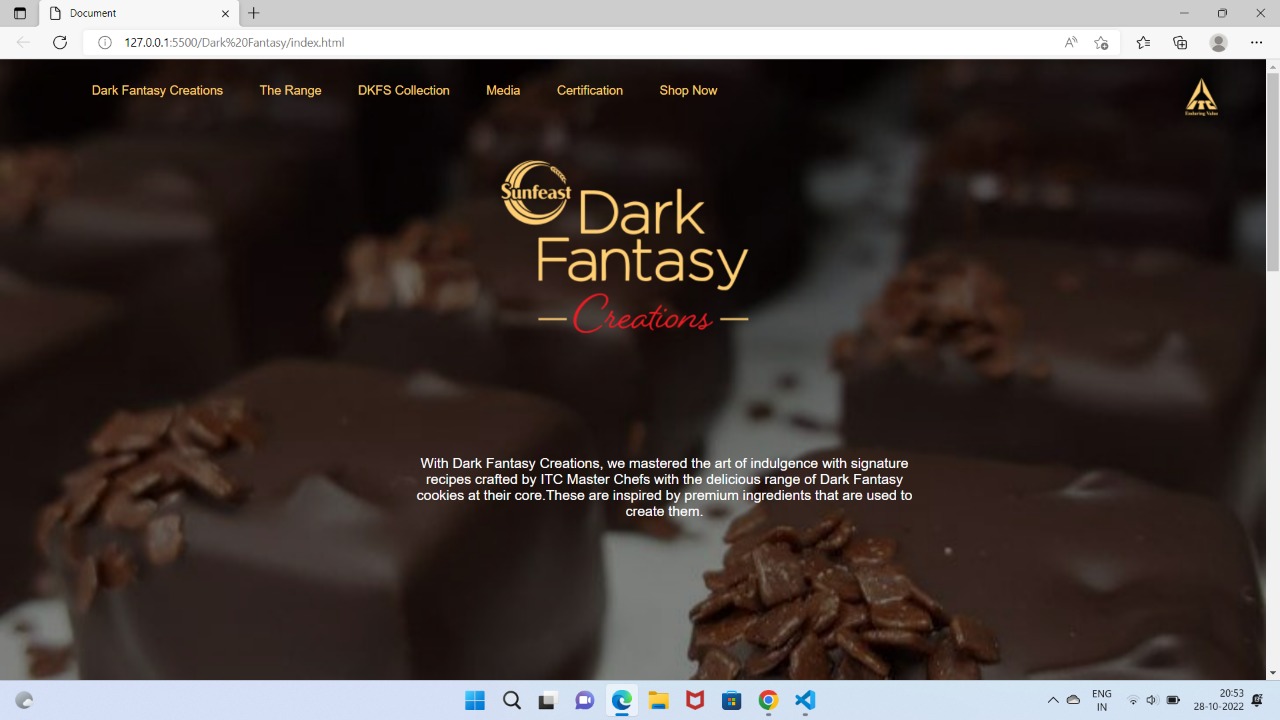 Document
127.0.0.1:5500/Dark%20Fantasy/index.html
Dark Fantasy Creations The Range DKFS Collection Media Certification Shop Now
ITC
Enduring Value
Sunfeast
Dark
Fantasy
Creations
With Dark Fantasy Creations, we mastered the art of indulgence with signature
recipes crafted by ITC Master Chefs with the delicious range of Dark Fantasy
cookies at their core.These are inspired by premium ingredients that are used to
create them.
ENG
IN
20:53
28-10-2022